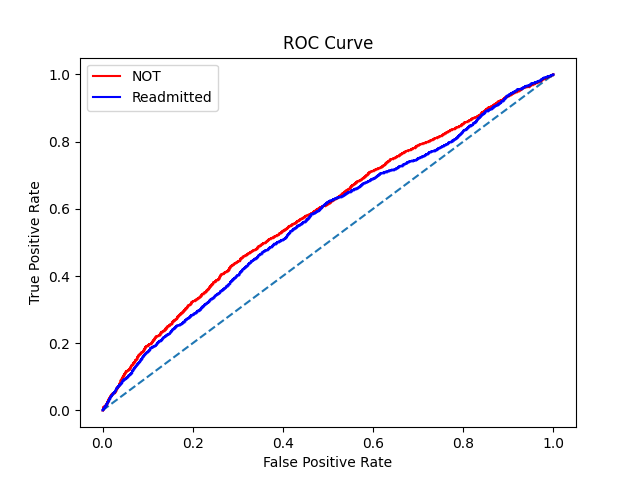 ROC Curve
NOT
Readmitted
True Positive Rate
1.0
0.8
0.6
0.4
0.2
0.0
0.0 0.2 0.4 0.6 0.8 1.0
False Positive Rate